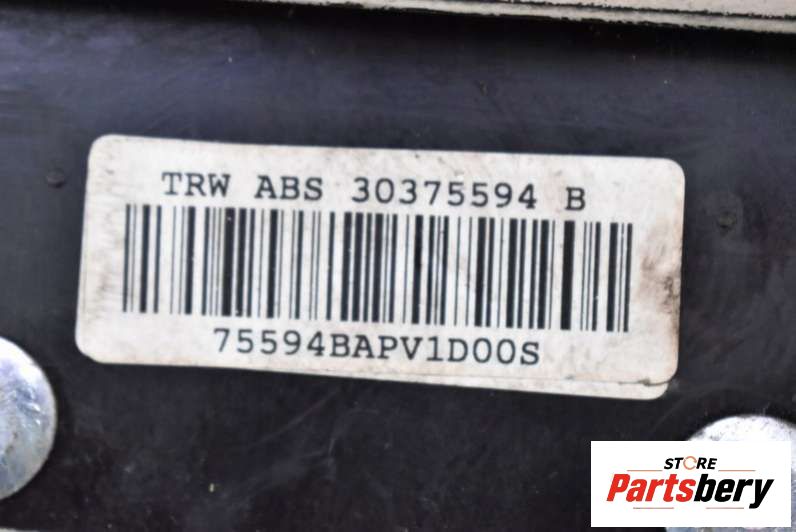 TRW ABS 30375594 B
75594BAPV1D00S
STORE
Partsbery